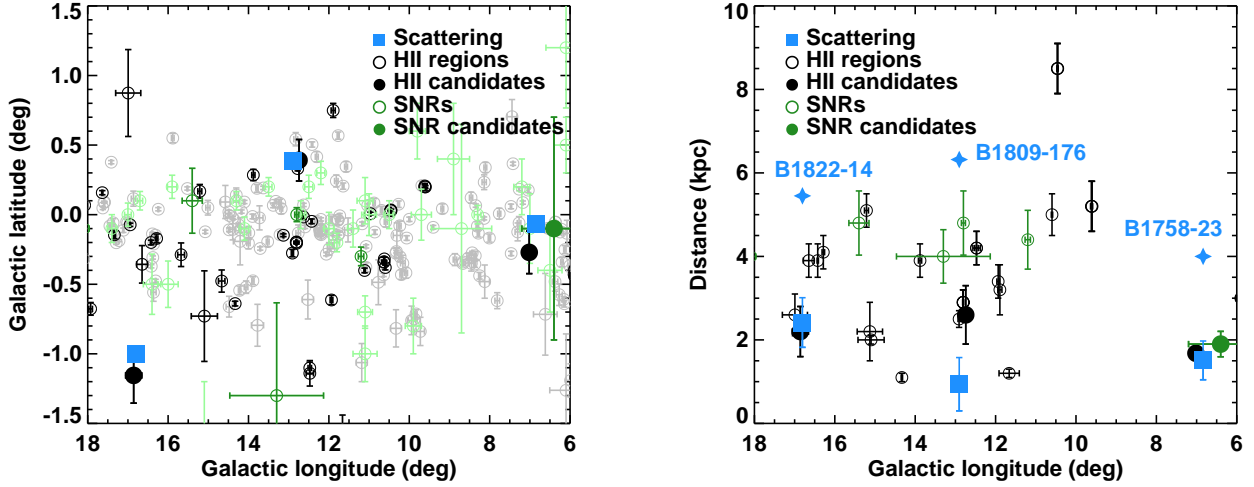 1.5
1.0
0.5
0.0
-0.5
-1.0
-1.5
Galactic latitude (deg)
18
16
14
12
10
8
6
Galactic longitude (deg)
Scattering
HII regions
HII candidates
SNRs
SNR candidates
10
8
6
4
2
0
Distance (kpc)
18
16
14
12
10
8
6
Galactic longitude (deg)
Scattering
HII regions
HII candidates
SNRs
SNR candidates
B1822-14
B1809-176
B1758-23